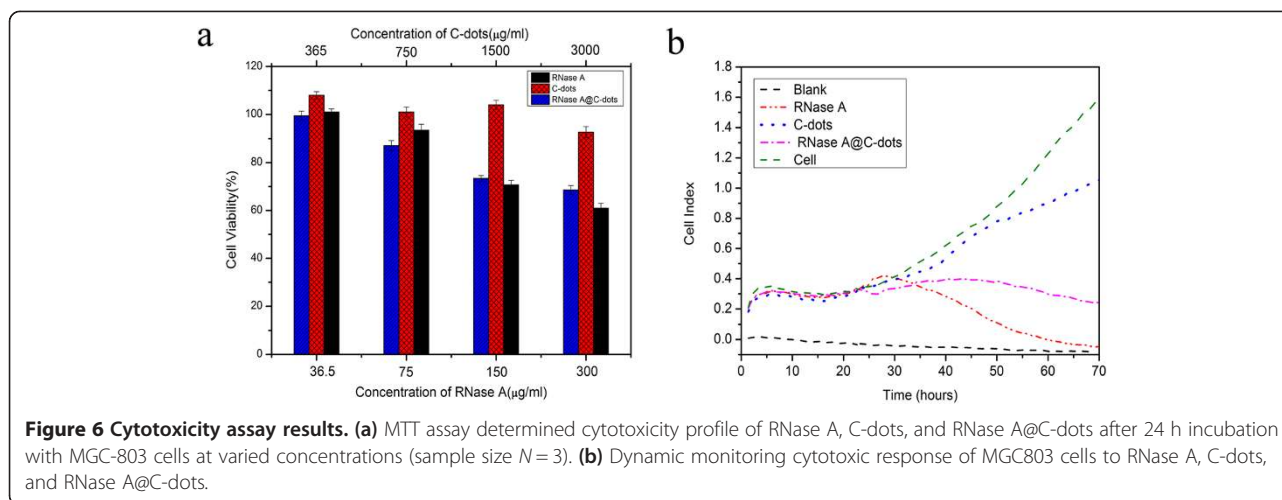 a
Concentration of C-dots(μg/ml)
365 750 1500 3000
120
100
80
60
40
20
0
Cell Viability(%)
RNase A
C-dots
RNase A@C-dots
36.5 75 150 300
Concentration of RNase A(μg/ml)
b
1.8
1.6
1.4
1.2
1.0
0.8
0.6
0.4
0.2
0.0
Cell Index
Blank
RNase A
C-dots
RNase A@C-dots
Cell
0 10 20 30 40 50 60 70
Time (hours)
Figure 6 Cytotoxicity assay results. (a) MTT assay determined cytotoxicity profile of RNase A, C-dots, and RNase A@C-dots after 24 h incubation
with MGC-803 cells at varied concentrations (sample size N = 3). (b) Dynamic monitoring cytotoxic response of MGC803 cells to RNase A, C-dots,
and RNase A@C-dots.